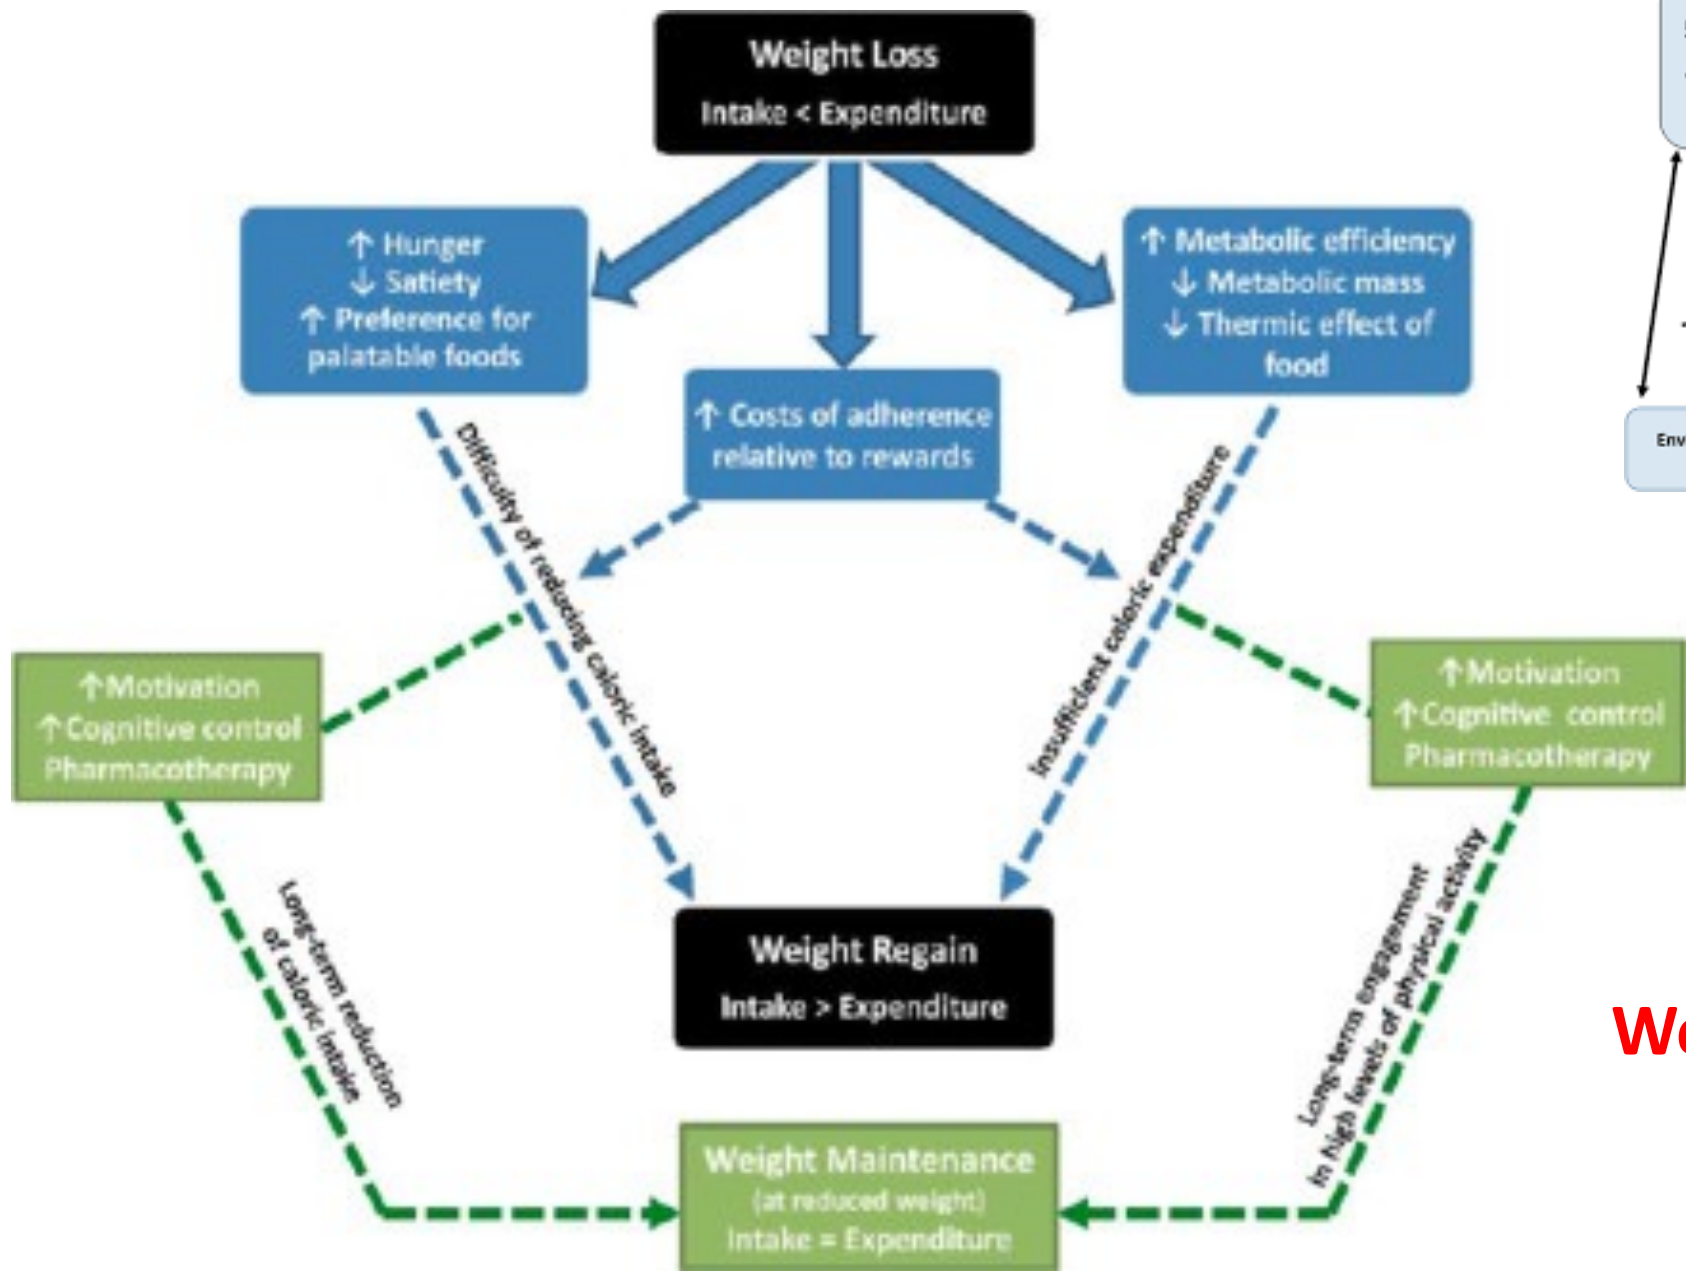 Weight Loss
Intake < Expenditure
↑ Hunger
↓ Satiety
↑ Preference for
palatable foods
↑ Metabolic efficiency
↓ Metabolic mass
↓ Thermic effect of
food
↑ Costs of adherence
relative to rewards
Difficulty of reducing caloric intake
Insufficient caloric expenditure
↑Motivation
↑Cognitive control
Pharmacotherapy
↑Motivation
↑Cognitive control
Pharmacotherapy
Long-term reduction
of caloric intake
Long-term engagement
in high levels of physical activity
Weight Regain
Intake > Expenditure
Weight Maintenance
(at reduced weight)
Intake = Expenditure
Env